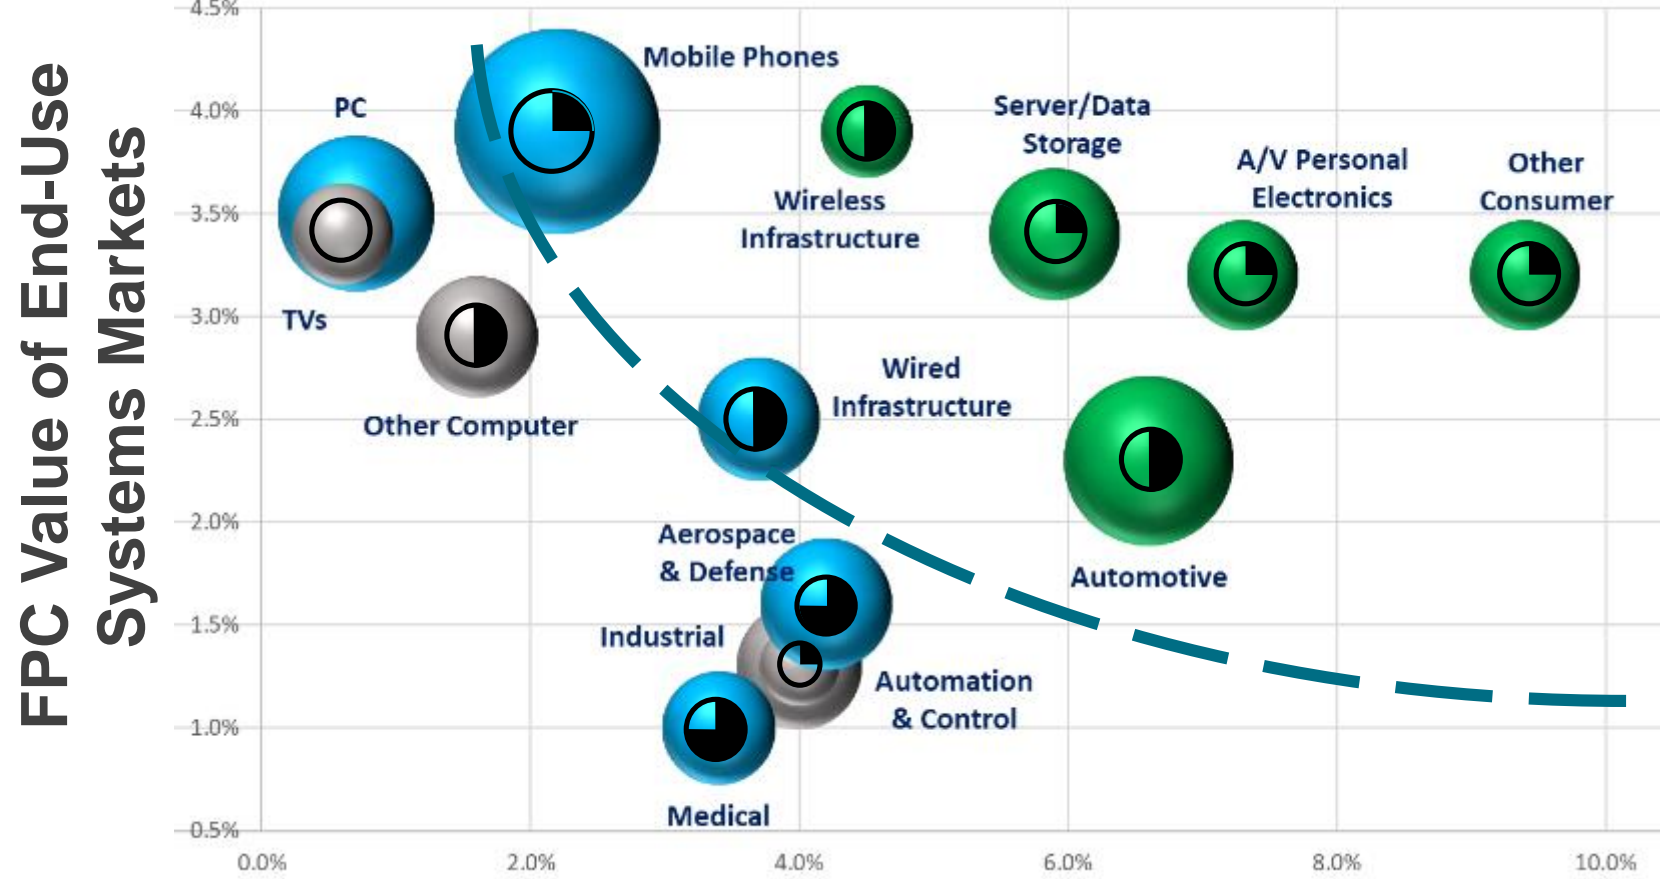 FPC Value of End-Use
Systems Markets
4.5%
4.0%
3.5%
3.0%
2.5%
2.0%
1.5%
1.0%
0.5%
Mobile Phones
PC
TVs
Other Computer
Wireless
Infrastructure
Server/Data
Storage
A/V Personal
Electronics
Other
Consumer
Wired
Infrastructure
Automotive
Aerospace
& Defense
Industrial
Automation
& Control
Medical
0.0%
2.0%
4.0%
6.0%
8.0%
10.0%